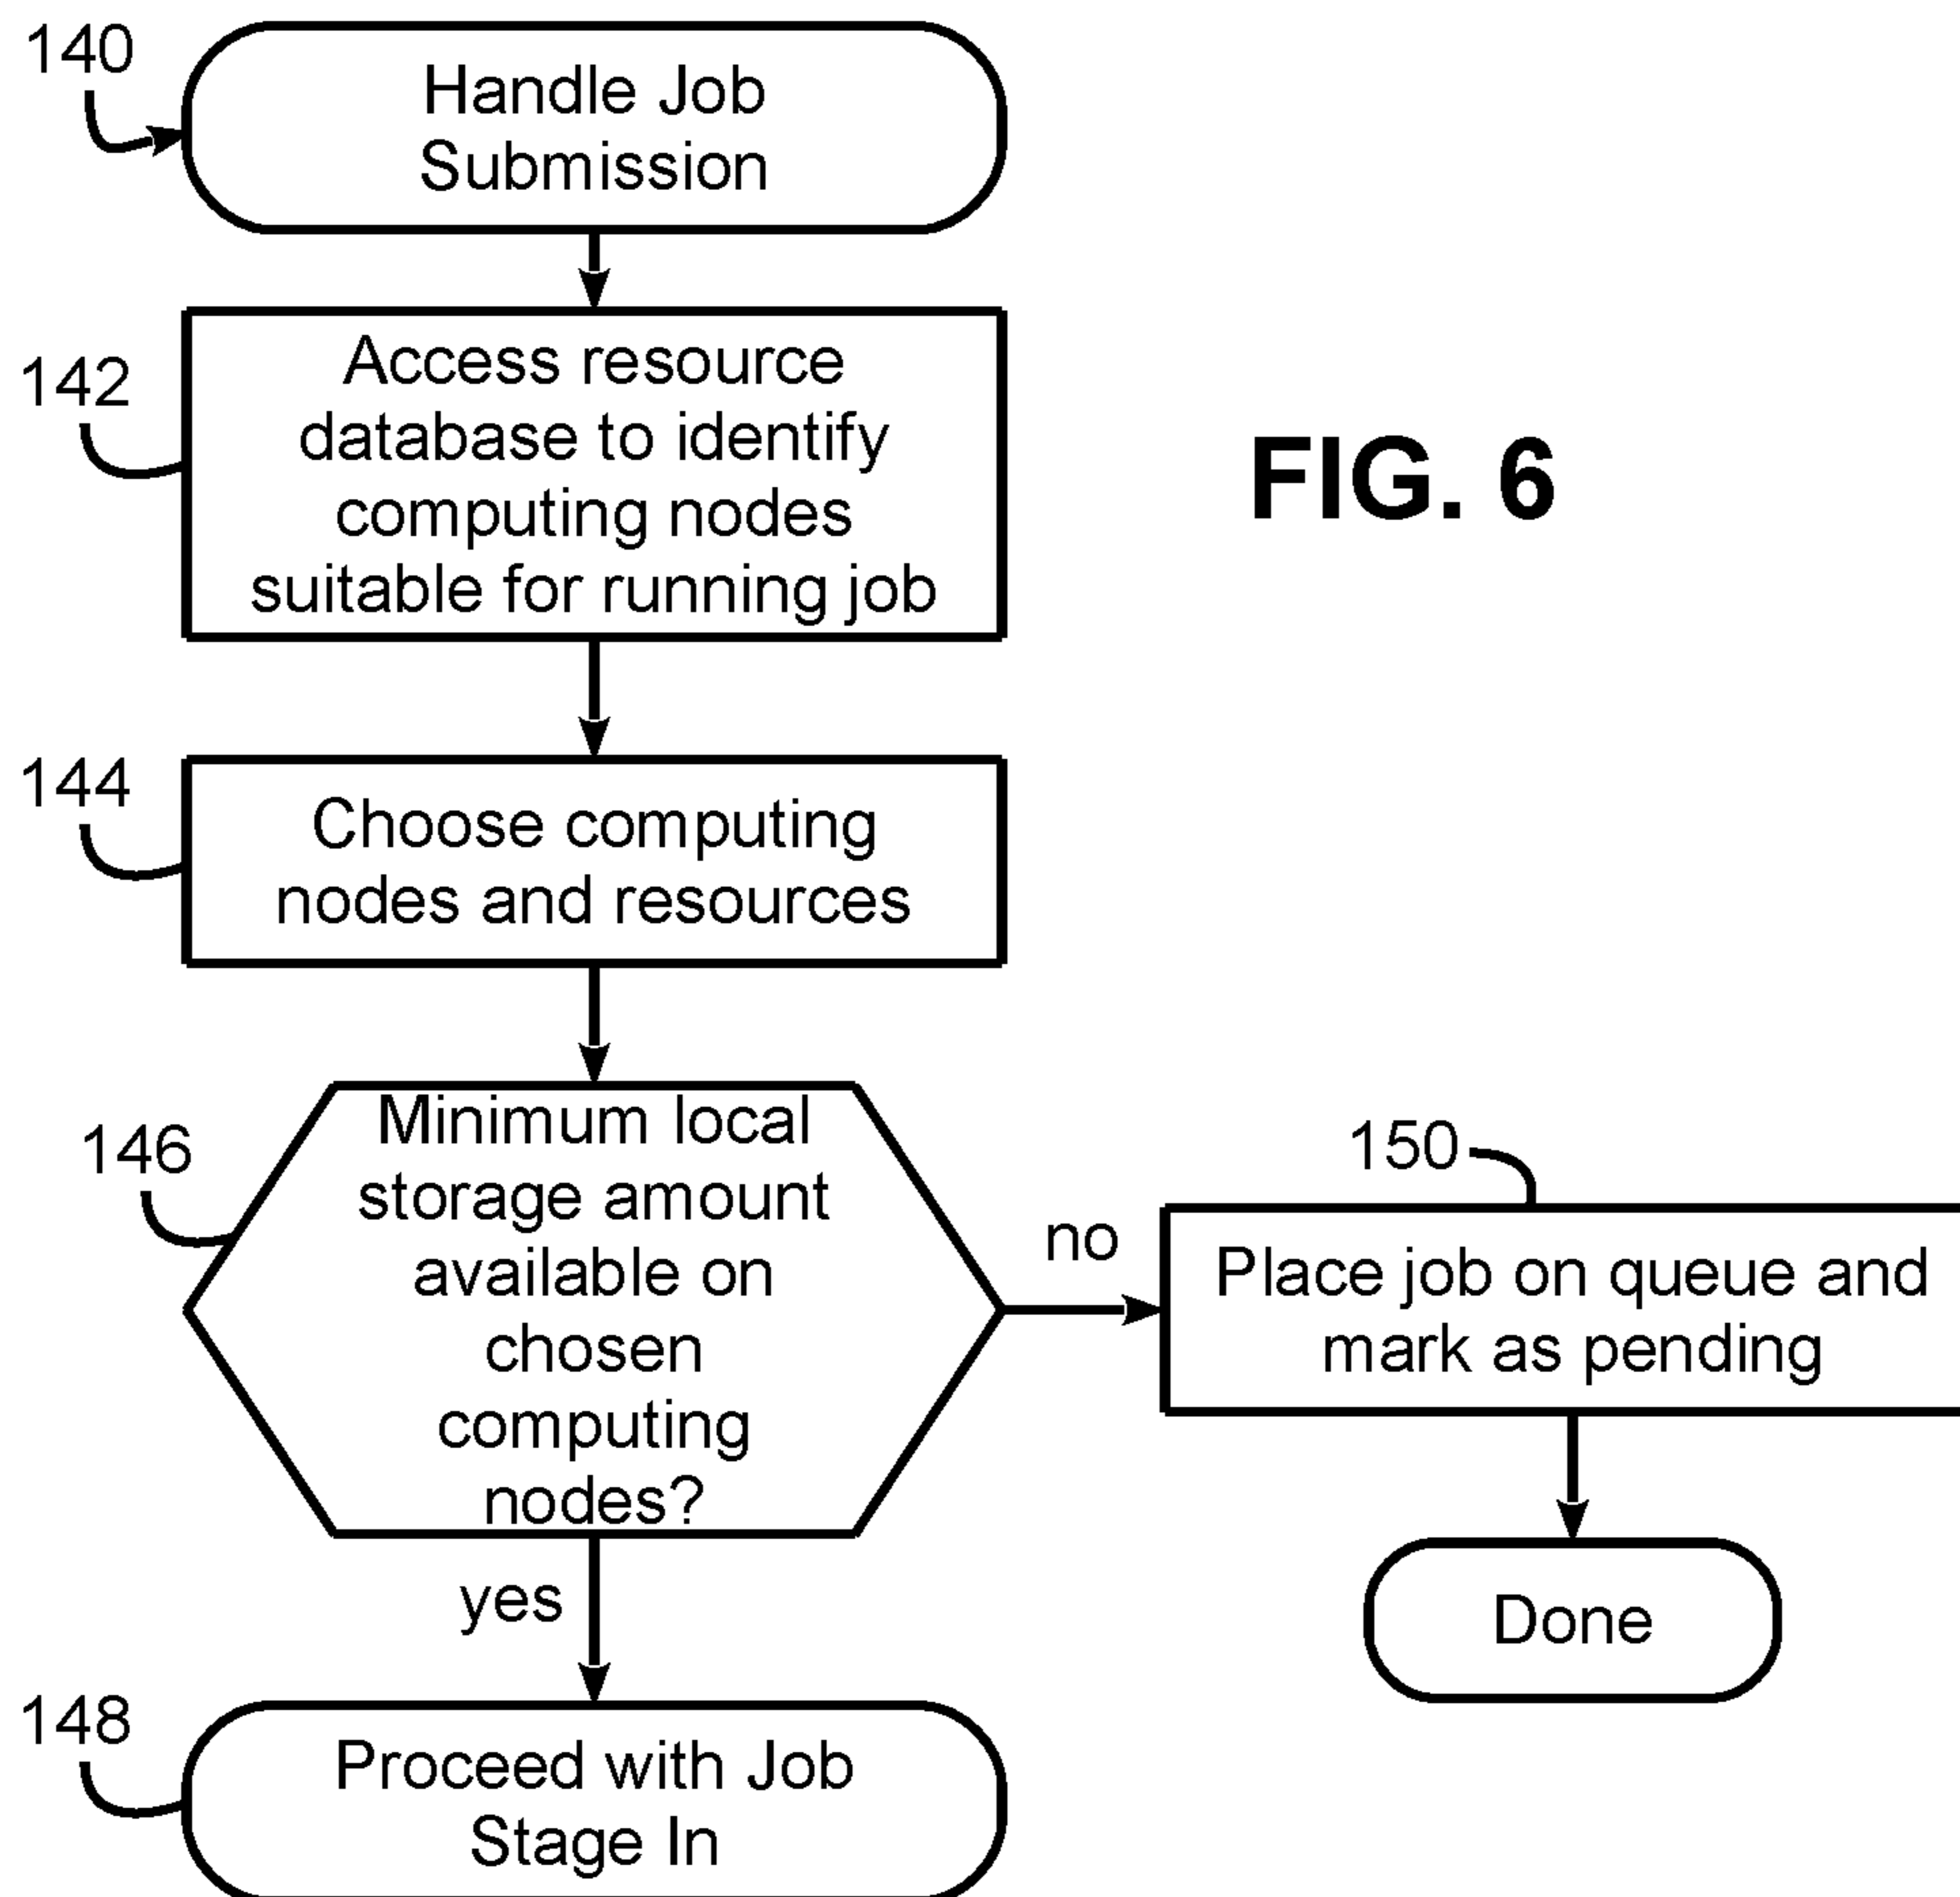 140
Handle Job
Submission
142
Access resource
database to identify
computing nodes
suitable for running job
FIG. 6
144
Choose computing
nodes and resources
146
Minimum local
storage amount
available on
chosen
computing
nodes?
no
150
Place job on queue and
mark as pending
yes
Done
148
Proceed with Job
Stage In